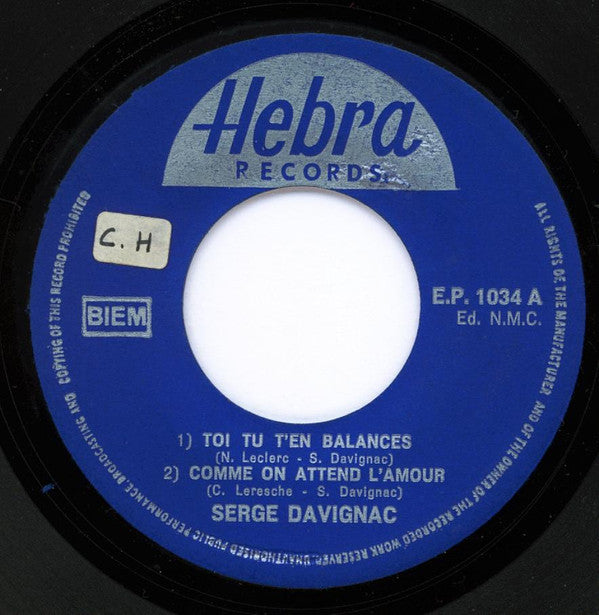 Hebra
RECORDS
C.H
BIEM
E.P. 1034 A
Ed. N.M.C.
1) TOI TU T'EN BALANCES
(N. Leclerc - S. Davignac)
2) COMME ON ATTEND L'AMOUR
(C. Leresche - S. Davignac)
SERGE DAVIGNAC
ALL RIGHTS OF THE MANUFACTURER AND OF THE OWNER OF THE RECORDED WORK RESERVED UNAUTHORISED PUBLIC PERFORMANCE, BROADCASTING AND COPYING OF THIS RECORD PROHIBITED